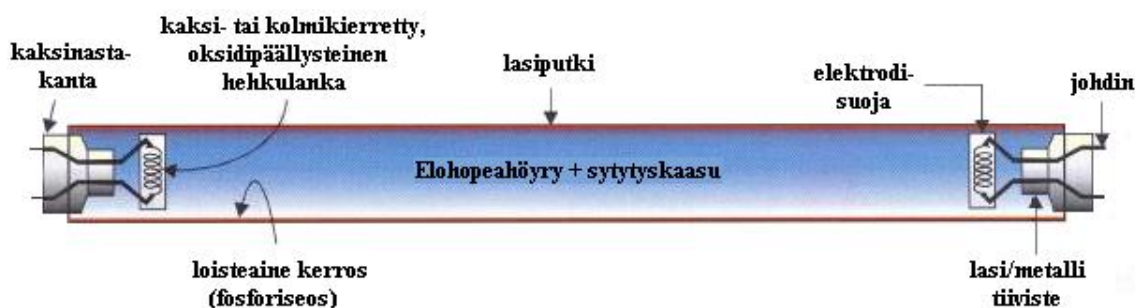 kaksi- tai kolmikierretty,
oksidipäällysteinen
hehkulanka
kaksinasta-
kanta
lasiputki
elektrodi-
suoja
johdin
Elohopeahöyry + sytytyskaasu
loisteaine kerros
(fosforiseos)
lasi/metalli
tiiviste